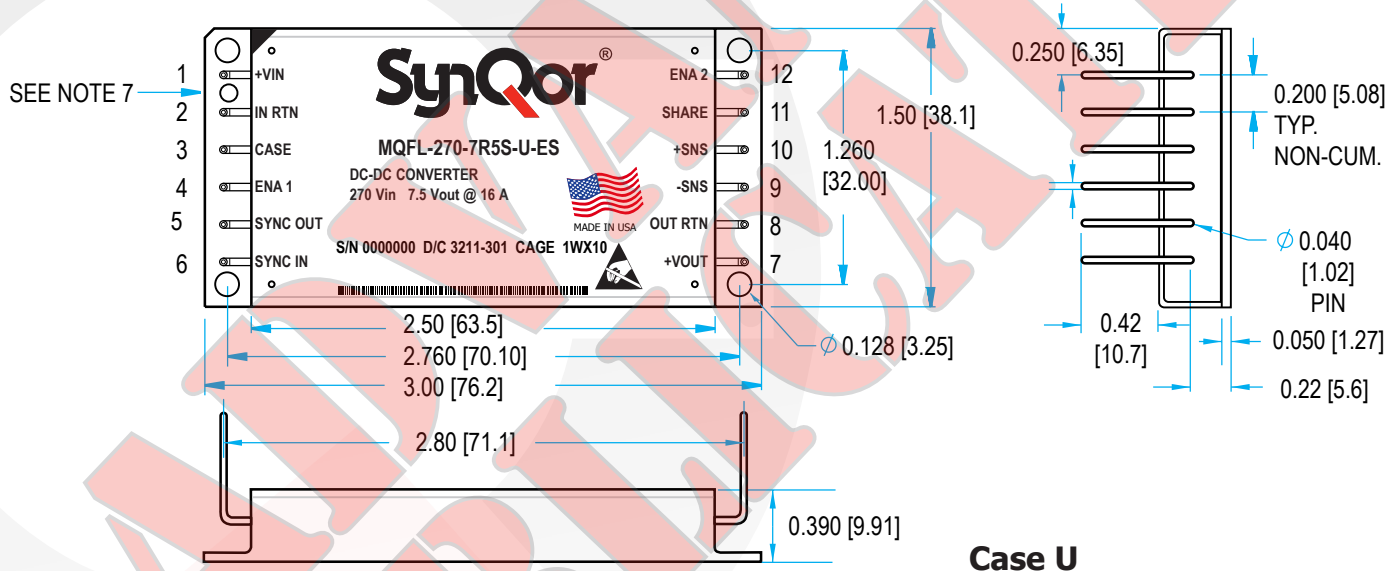 SEE NOTE 7
1
2
3
4
5
6
+VIN
IN RTN
CASE
ENA 1
SYNC OUT
SYNC IN
SynQor®
MQFL-270-7R5S-U-ES
DC-DC CONVERTER
270 Vin 7.5 Vout @ 16 A
MADE IN USA
S/N 0000000 D/C 3211-301 CAGE 1WX10
ENA 2
SHARE
+SNS
-SNS
OUT RTN
+VOUT
12
11
10
9
8
7
1.50 [38.1]
1.260
[32.00]
2.50 [63.5]
2.760 [70.10]
3.00 [76.2]
Ø 0.128 [3.25]
0.250 [6.35]
0.200 [5.08]
TYP.
NON-CUM.
Ø 0.040
[1.02]
PIN
0.42
[10.7]
0.050 [1.27]
0.22 [5.6]
2.80 [71.1]
0.390 [9.91]
Case U